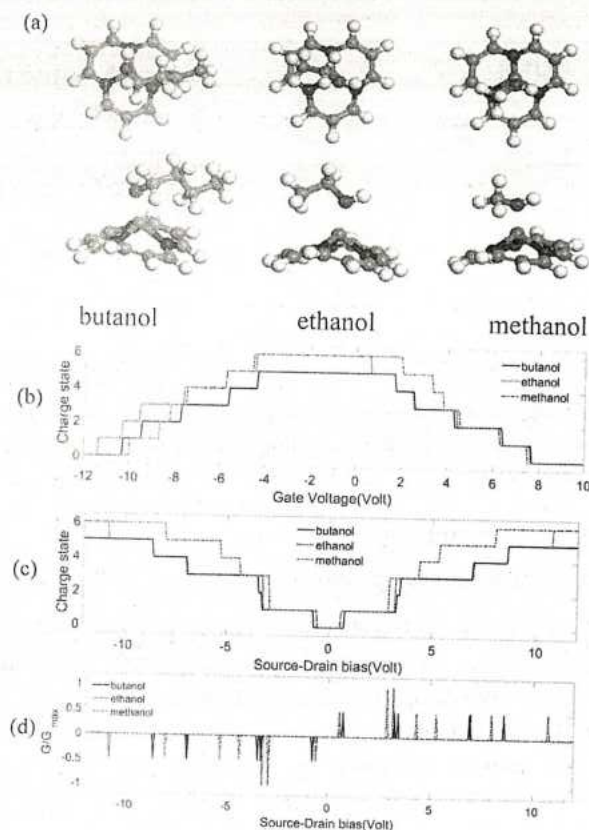 (a)
butanol ethanol methanol
(b)
Charge state
6
4
2
0
butanol
ethanol
methanol
-12 -10 -8 -6 -4 -2 0 2 4 6 8 10
Gate Voltage(Volt)
(c)
Charge state
6
4
2
0
butanol
ethanol
methanol
-10 -5 0 5 10
Source-Drain bias(Volt)
(d)
G/G max
1
0.5
0
-0.5
-1
butanol
ethanol
methanol
-10 -5 0 5 10
Source-Drain bias(Volt)